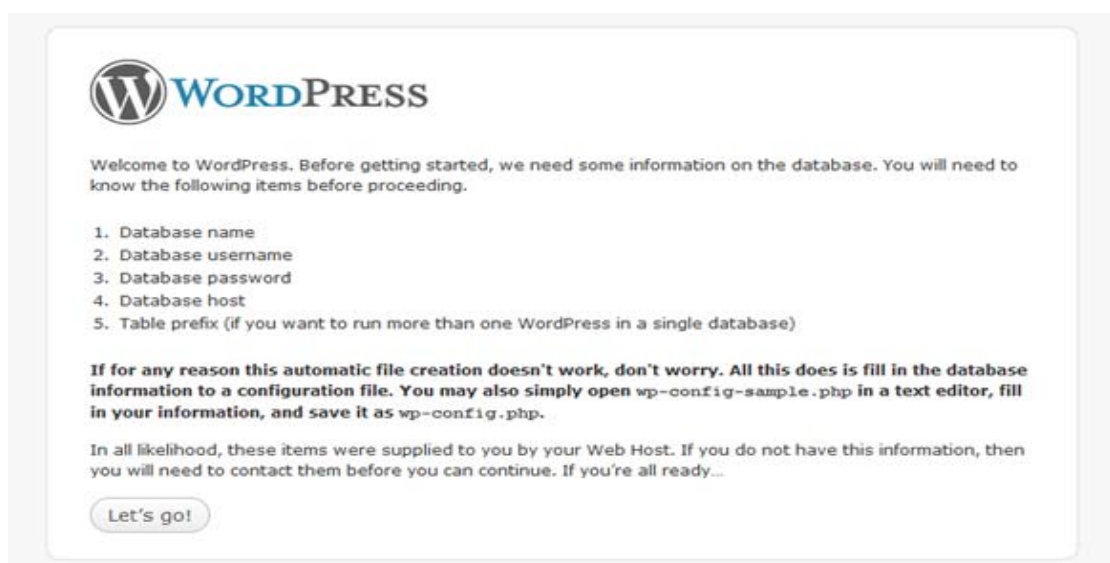 WORDPRESS
Welcome to WordPress. Before getting started, we need some information on the database. You will need to
know the following items before proceeding.
1. Database name
2. Database username
3. Database password
4. Database host
5. Table prefix (if you want to run more than one WordPress in a single database)
If for any reason this automatic file creation doesn't work, don't worry. All this does is fill in the database
information to a configuration file. You may also simply open wp-config-sample.php in a text editor, fill
in your information, and save it as wp-config.php.
In all likelihood, these items were supplied to you by your Web Host. If you do not have this information, then
you will need to contact them before you can continue. If you're all ready...
Let's go!